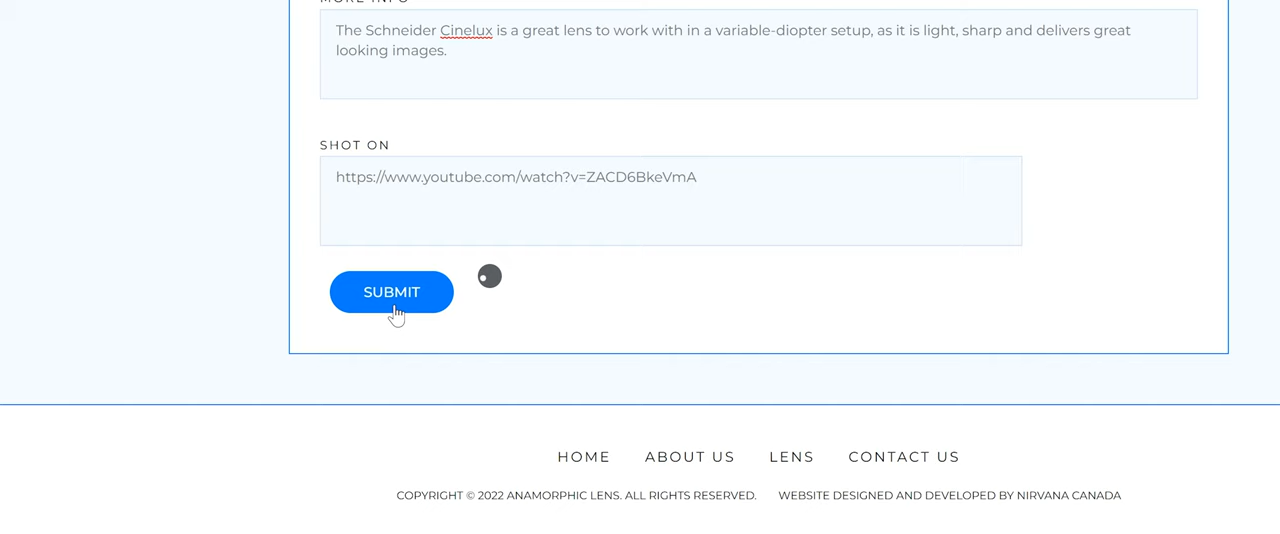 MORE INFO
The Schneider Cinelux is a great lens to work with in a variable-diopter setup, as it is light, sharp and delivers great
looking images.
SHOT ON
https://www.youtube.com/watch?v=ZACD6BkeVmA
SUBMIT
HOME ABOUT US LENS CONTACT US
COPYRIGHT © 2022 ANAMORPHIC LENS. ALL RIGHTS RESERVED. WEBSITE DESIGNED AND DEVELOPED BY NIRVANA CANADA